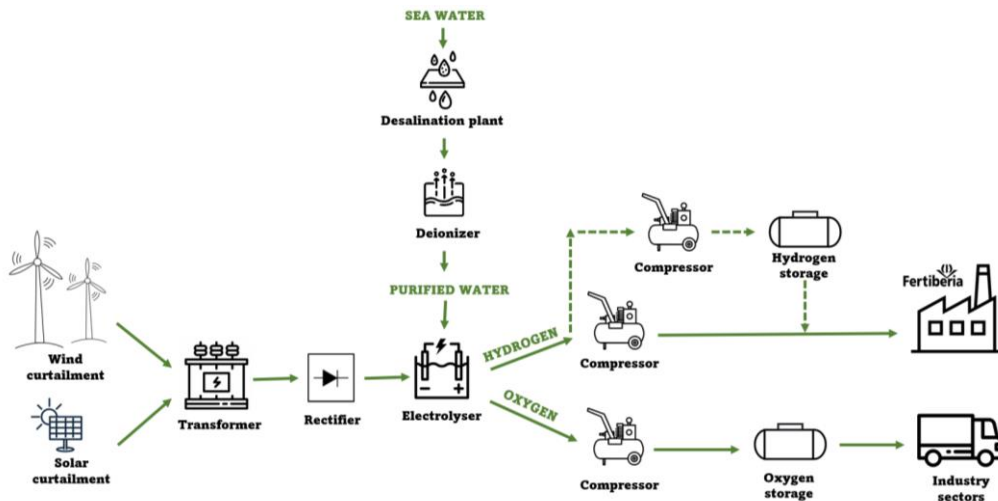 SEA WATER
Desalination plant
Deionizer
PURIFIED WATER
Wind
curtailment
Solar
curtailment
Transformer
Rectifier
Electrolyser
HYDROGEN
OXYGEN
Compressor
Hydrogen
storage
Compressor
Fertiberia
Compressor
Oxygen
storage
Industry
sectors